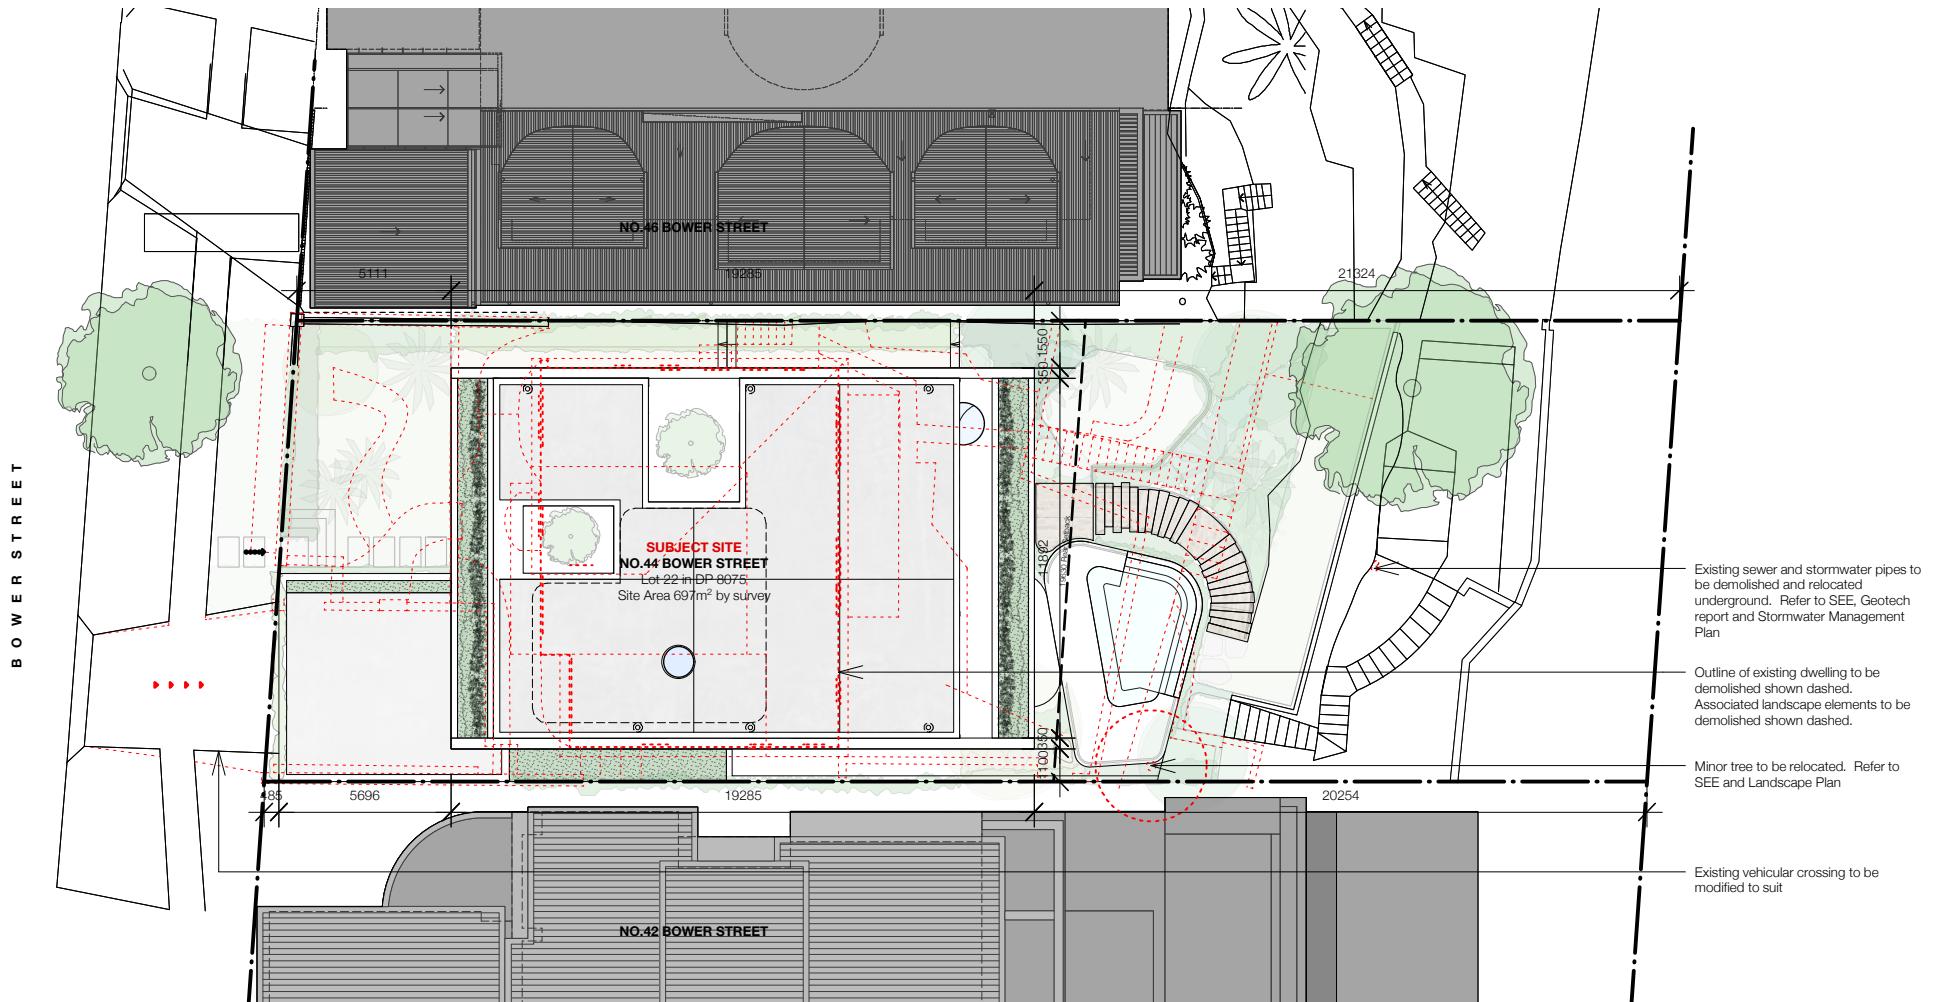 NO.46 BOWER STREET
5111
19285
21324
350 1550
BOWER STREET
SUBJECT SITE
NO.44 BOWER STREET
Lot 22 in DP 8075
Site Area 697m² by survey
11892
1100 350
Existing sewer and stormwater pipes to
be demolished and relocated
underground. Refer to SEE, Geotech
report and Stormwater Management
Plan
Outline of existing dwelling to be
demolished shown dashed.
Associated landscape elements to be
demolished shown dashed.
Minor tree to be relocated. Refer to
SEE and Landscape Plan
485
5696
19285
20254
Existing vehicular crossing to be
modified to suit
NO.42 BOWER STREET